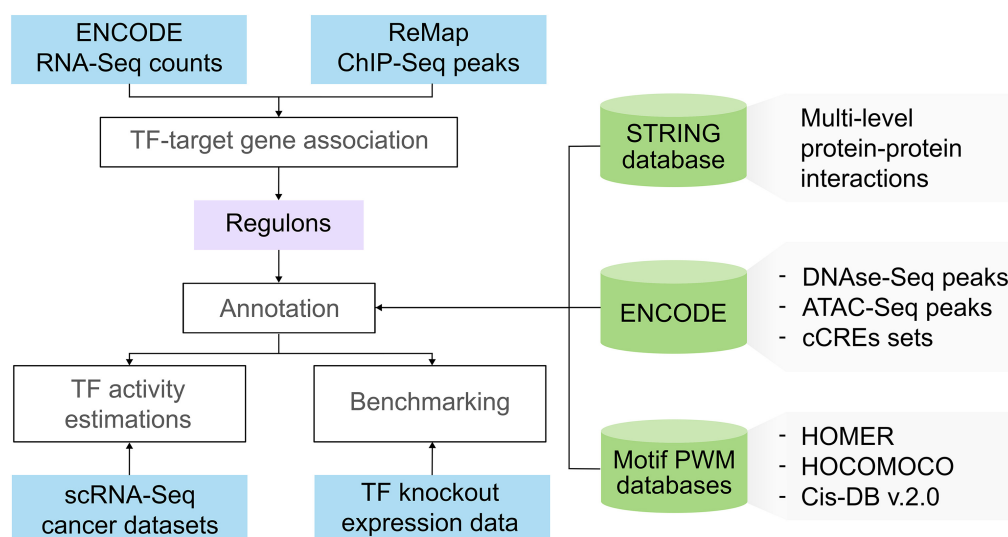 ENCODE
RNA-Seq counts
ReMap
ChIP-Seq peaks
TF-target gene association
Regulons
Annotation
TF activity
estimations
Benchmarking
scRNA-Seq
cancer datasets
TF knockout
expression data
STRING
database
Multi-level
protein-protein
interactions
ENCODE
- DNAse-Seq peaks
- ATAC-Seq peaks
- cCREs sets
Motif PWM
databases
- HOMER
- HOCOMOCO
- Cis-DB v.2.0